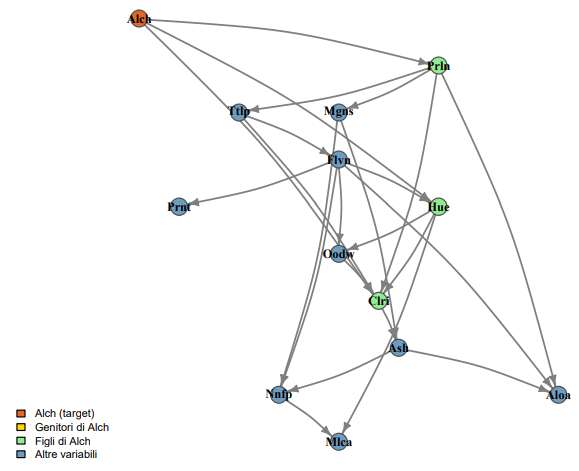 Alch
Prln
Ttlp
Mgns
Flvn
Prnt
Hue
Oodw
Clri
Ash
Nnfp
Aloa
Mlca
Alch (target)
Genitori di Alch
Figli di Alch
Altre variabili